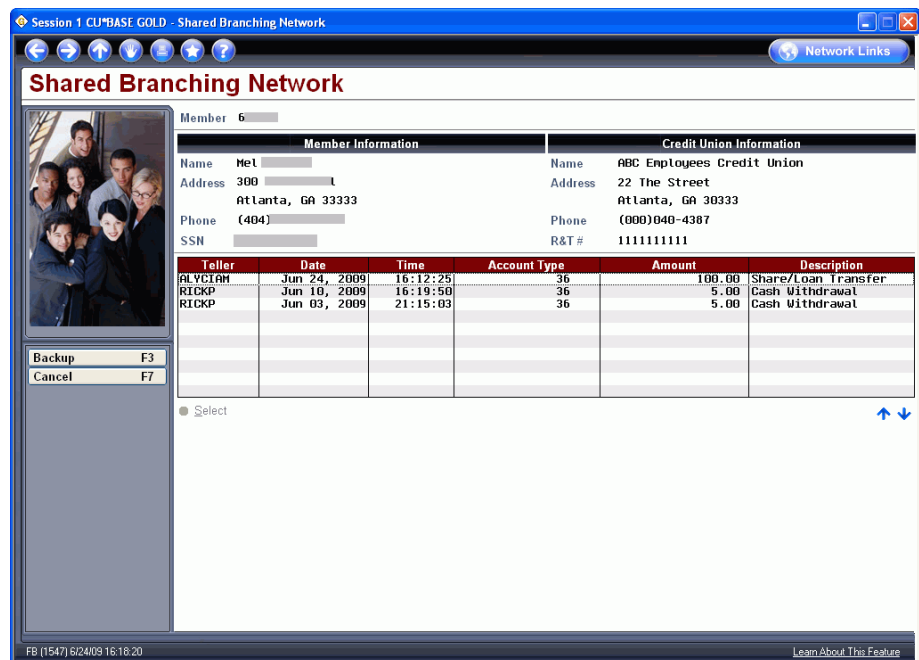 Session 1 CU*BASE GOLD - Shared Branching Network
Network Links
Shared Branching Network
Member 6
Member Information
Name Mel
Address 300 l
Atlanta, GA 33333
Phone (404)
SSN
Credit Union Information
Name ABC Employees Credit Union
Address 22 The Street
Atlanta, GA 30333
Phone (000)040-4387
R&T # 1111111111
Teller Date Time Account Type Amount Description
ALYCIAM Jun 24, 2009 16:12:25 36 100.00 Share/Loan Transfer
RICKP Jun 10, 2009 16:19:50 36 5.00 Cash Withdrawal
RICKP Jun 03, 2009 21:15:03 36 5.00 Cash Withdrawal
Backup F3
Cancel F7
Select
FB (1547) 6/24/09 16:18:20
Learn About This Feature